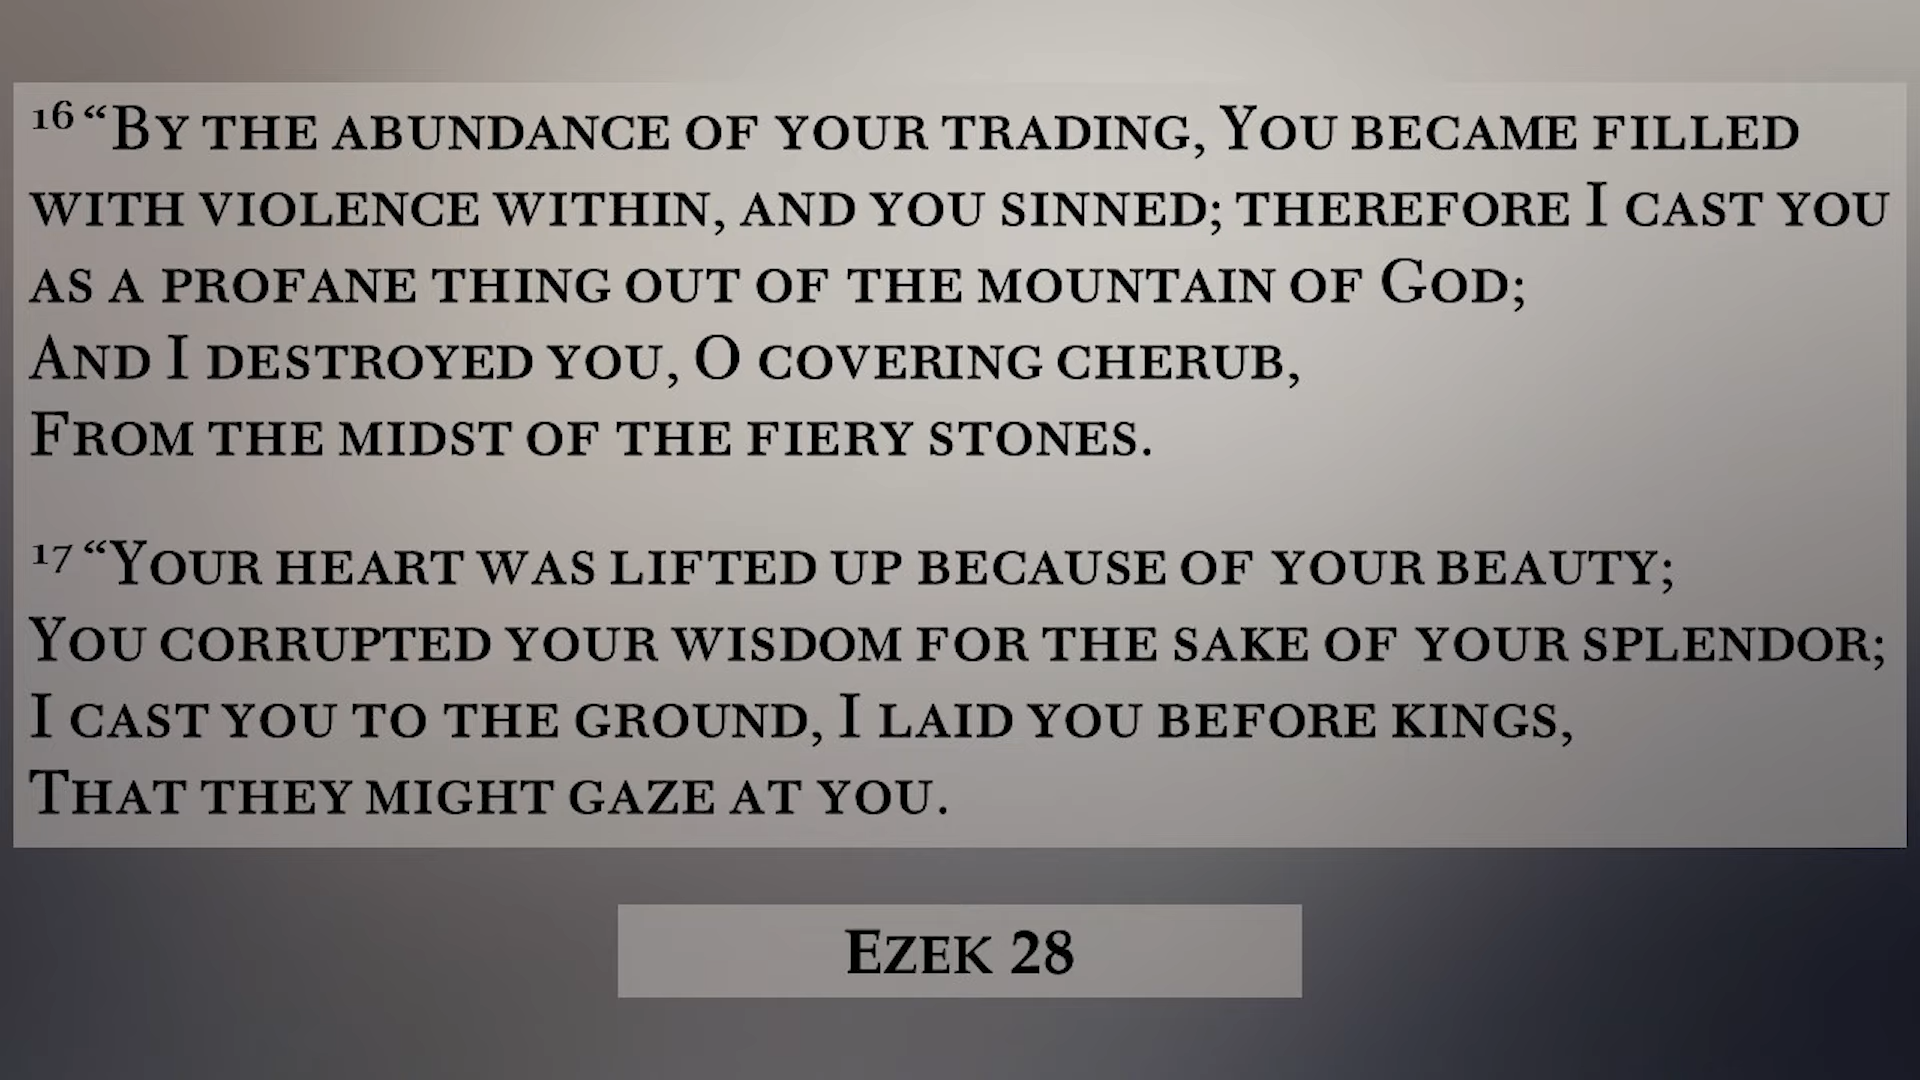 16 “By the abundance of your trading, You became filled
with violence within, and you sinned; therefore I cast you
as a profane thing out of the mountain of God;
And I destroyed you, O covering cherub,
From the midst of the fiery stones.
17 “Your heart was lifted up because of your beauty;
You corrupted your wisdom for the sake of your splendor;
I cast you to the ground, I laid you before kings,
That they might gaze at you.
Ezek 28